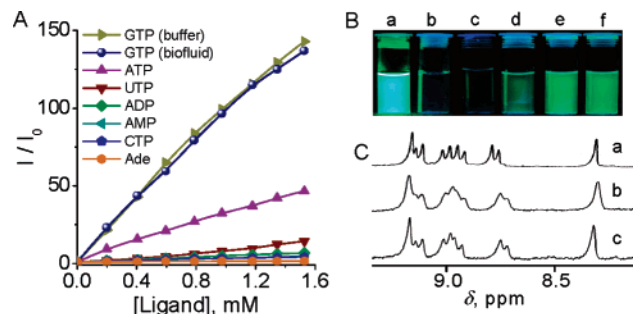 A
I / I0
150
100
50
0
0.0 0.4 0.8 1.2 1.6
[Ligand], mM
GTP (buffer)
GTP (biofluid)
ATP
UTP
ADP
AMP
CTP
Ade
B
a b c d e f
C
a
b
c
9.0 8.5
δ, ppm